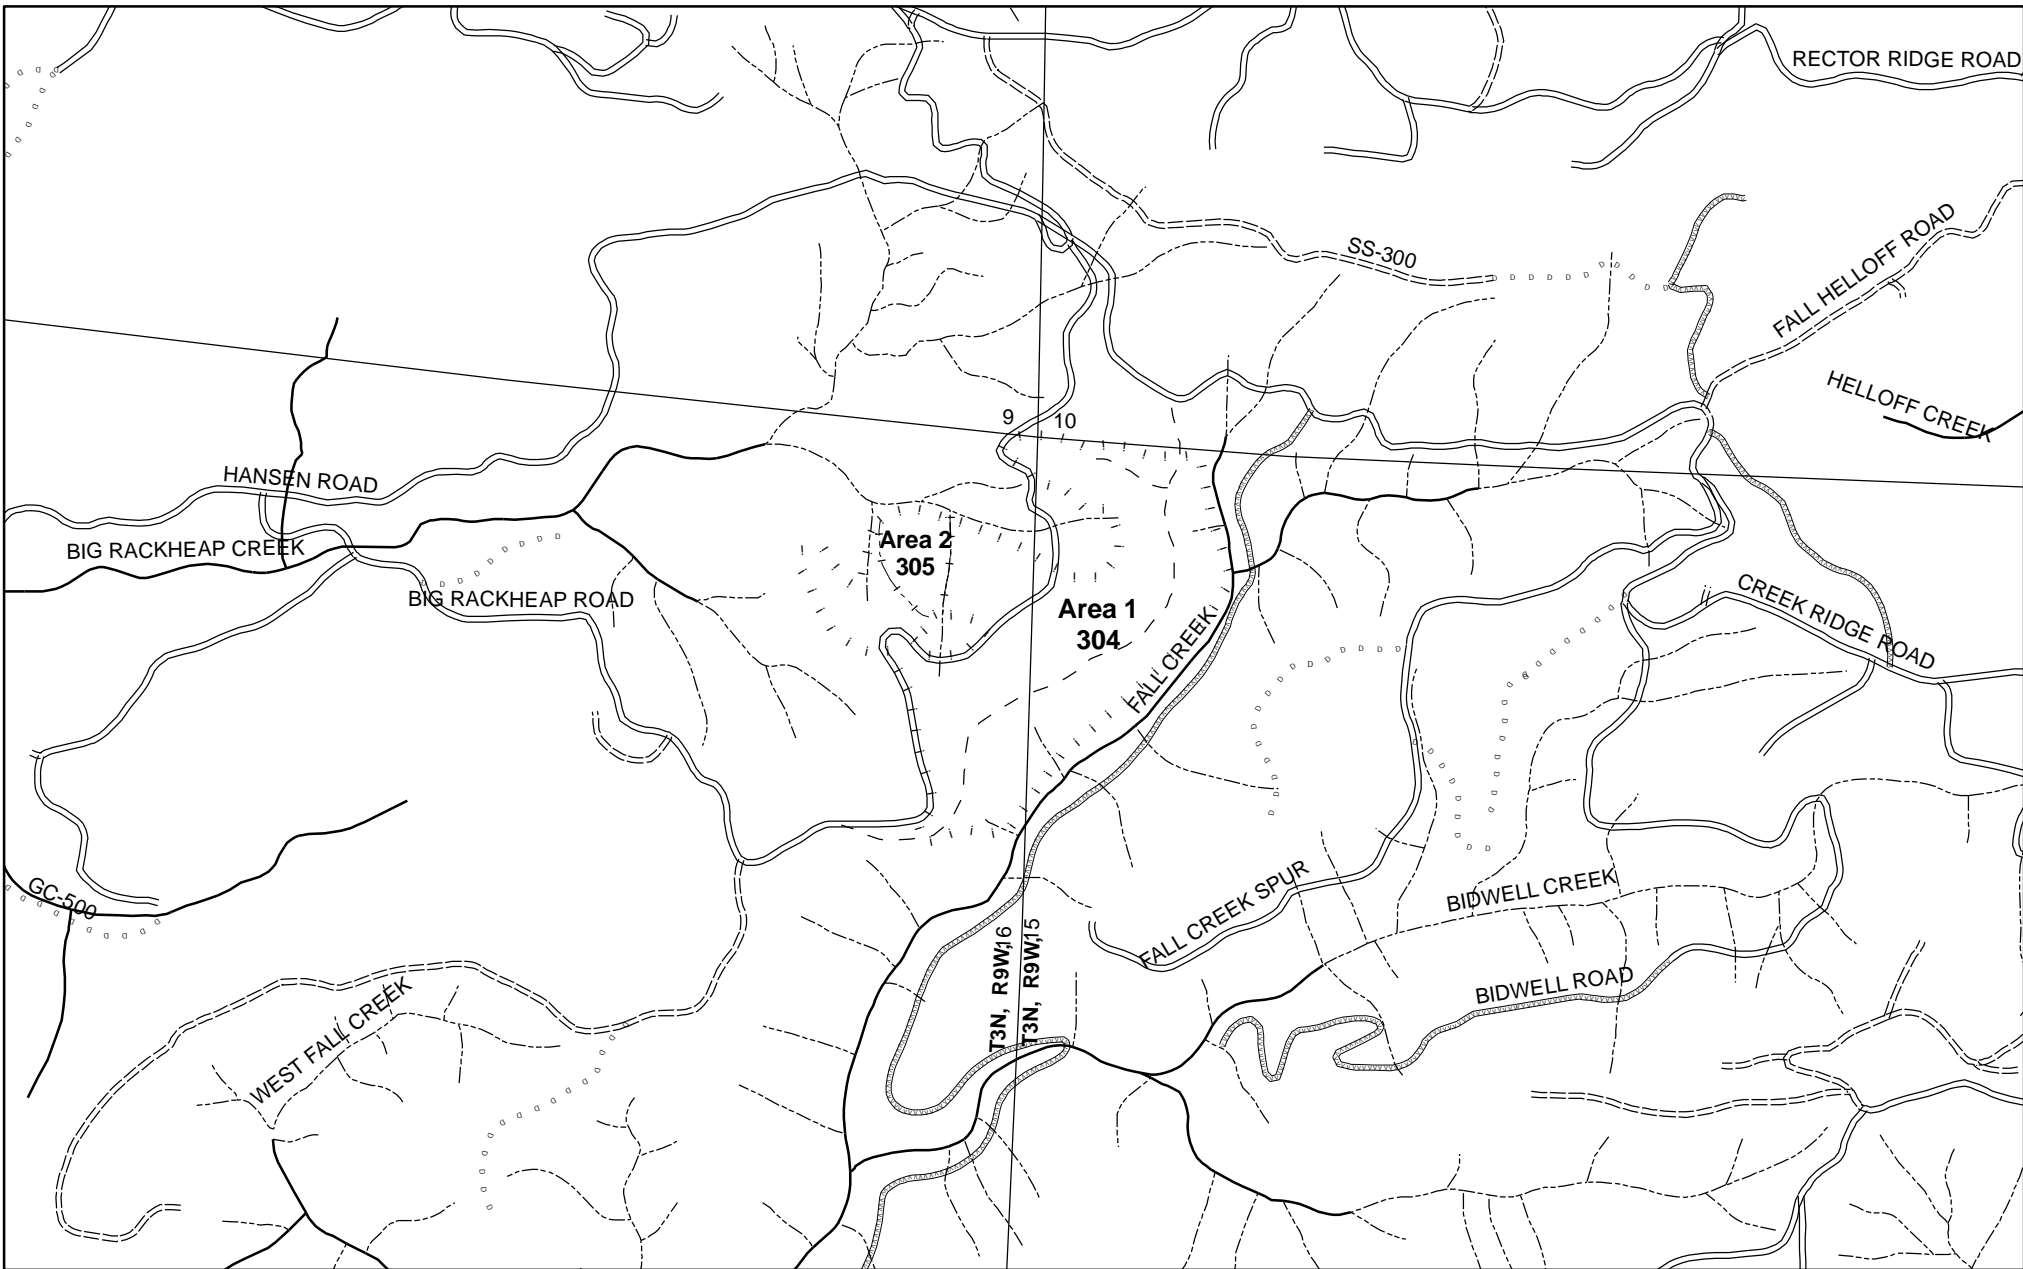 RECTOR RIDGE ROAD
SS-300
FALL HELLOFF ROAD
HELLOFF CREEK
9 10
HANSEN ROAD
BIG RACKHEAP CREEK
Area 2
305
BIG RACKHEAP ROAD
Area 1
304
FALL CREEK
CREEK RIDGE ROAD
GC-500
FALL CREEK SPUR
BIDWELL CREEK
T3N, R9W,16
T3N, R9W,15
BIDWELL ROAD
WEST FALL CREEK